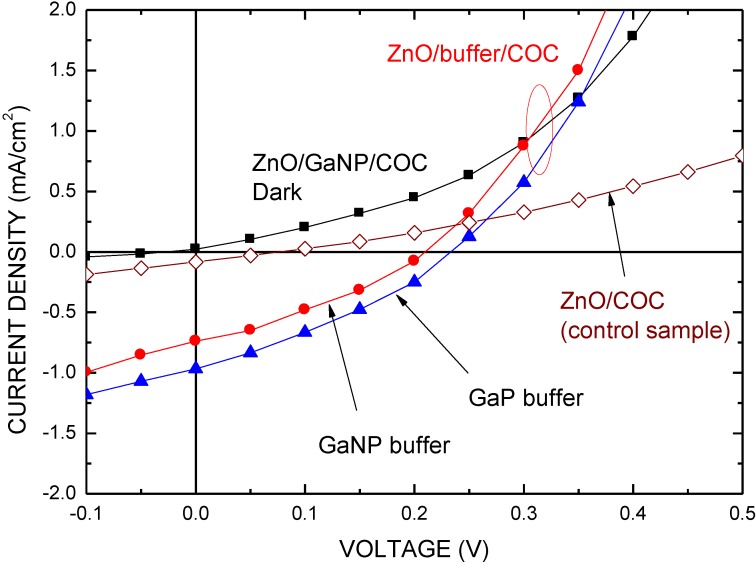 2.0
1.5
1.0
0.5
0.0
-0.5
-1.0
-1.5
-2.0
CURRENT DENSITY (mA/cm²)
ZnO/buffer/COC
ZnO/GaNP/COC
Dark
ZnO/COC
(control sample)
GaP buffer
GaNP buffer
-0.1 0.0 0.1 0.2 0.3 0.4 0.5
VOLTAGE (V)